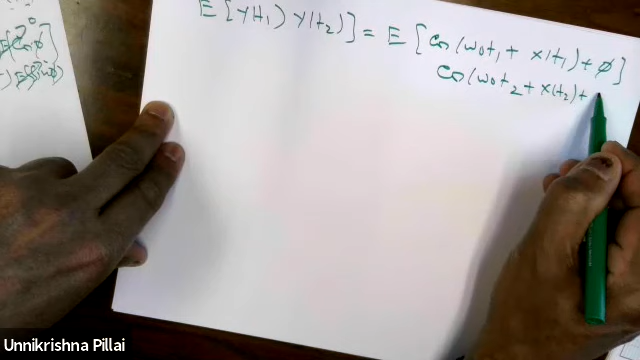 E[Y(t₁) Y(t₂)] = E[Cos(ω₀t₁ + X(t₁) + φ)]
Cos(ω₀t₂ + X(t₂) +
Unnikrishna Pillai